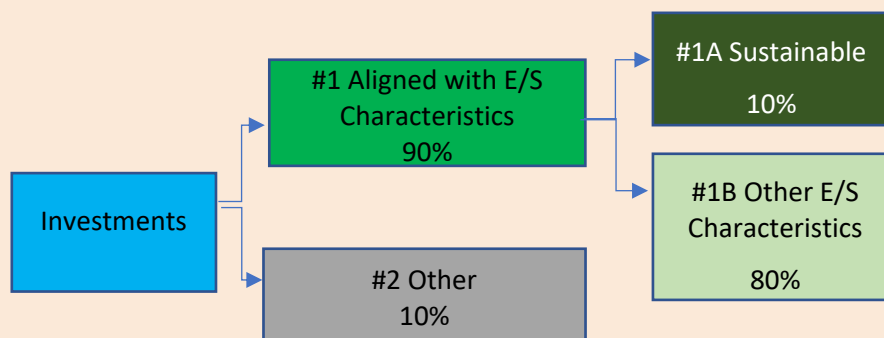 #1 Aligned with E/S
Characteristics
90%
#1A Sustainable
10%
Investments
#1B Other E/S
Characteristics
80%
#2 Other
10%